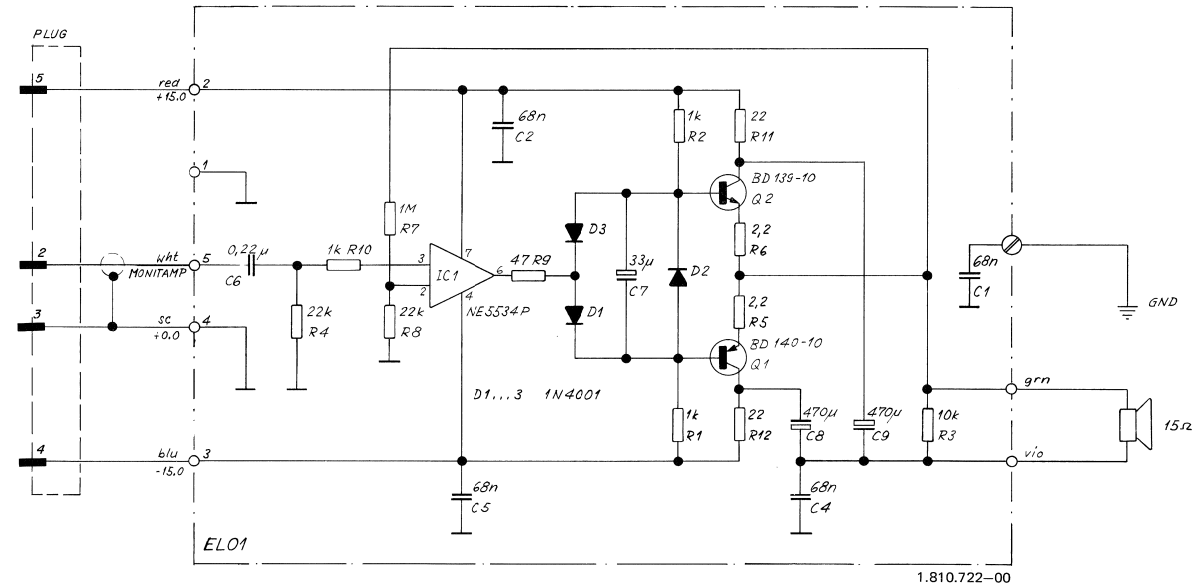 PLUG
5
red
+15.0
2
1
2
wht
MONITAMP
5
3
sc
+0.0
4
4
blu
-15.0
3
0,22µ
C6
22k
R4
1k R10
1M
R7
22k
R8
3
2
7
4
6
IC1
NE5534P
68n
C2
47 R9
D3
D1
33µ
C7
D2
1k
R2
22
R11
BD 139-10
Q2
2,2
R6
2,2
R5
BD 140-10
Q1
D1...3 1N4001
1k
R1
22
R12
470µ
C8
470µ
C9
10k
R3
68n
C5
68n
C4
68n
C1
GND
grn
vio
15Ω
EL01
1.810.722–00